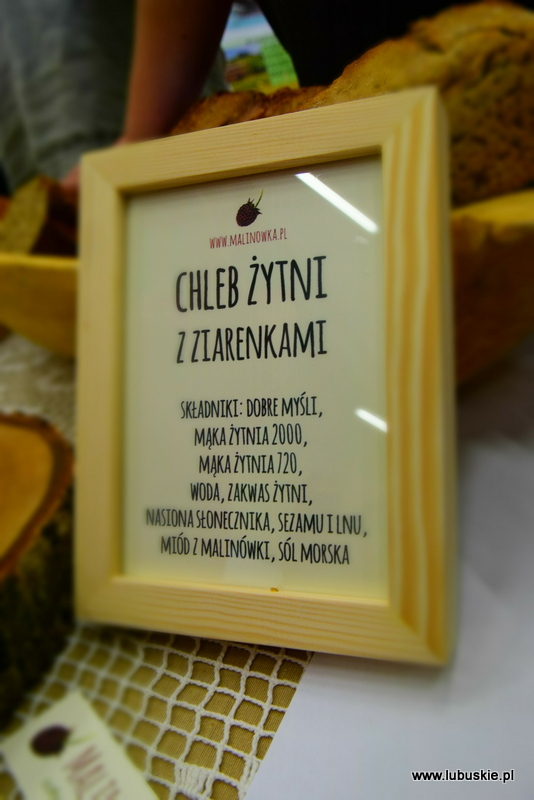 WWW.MALINOWKA.PL
CHLEB ŻYTNI
Z ZIARENKAMI
SKŁADNIKI: DOBRE MYŚLI,
MĄKA ŻYTNIA 2000,
MĄKA ŻYTNIA 720,
WODA, ZAKWAS ŻYTNI,
NASIONA SŁONECZNIKA, SEZAMU I LNU,
MIÓD Z MALINÓWKI, SÓL MORSKA
www.lubuskie.pl